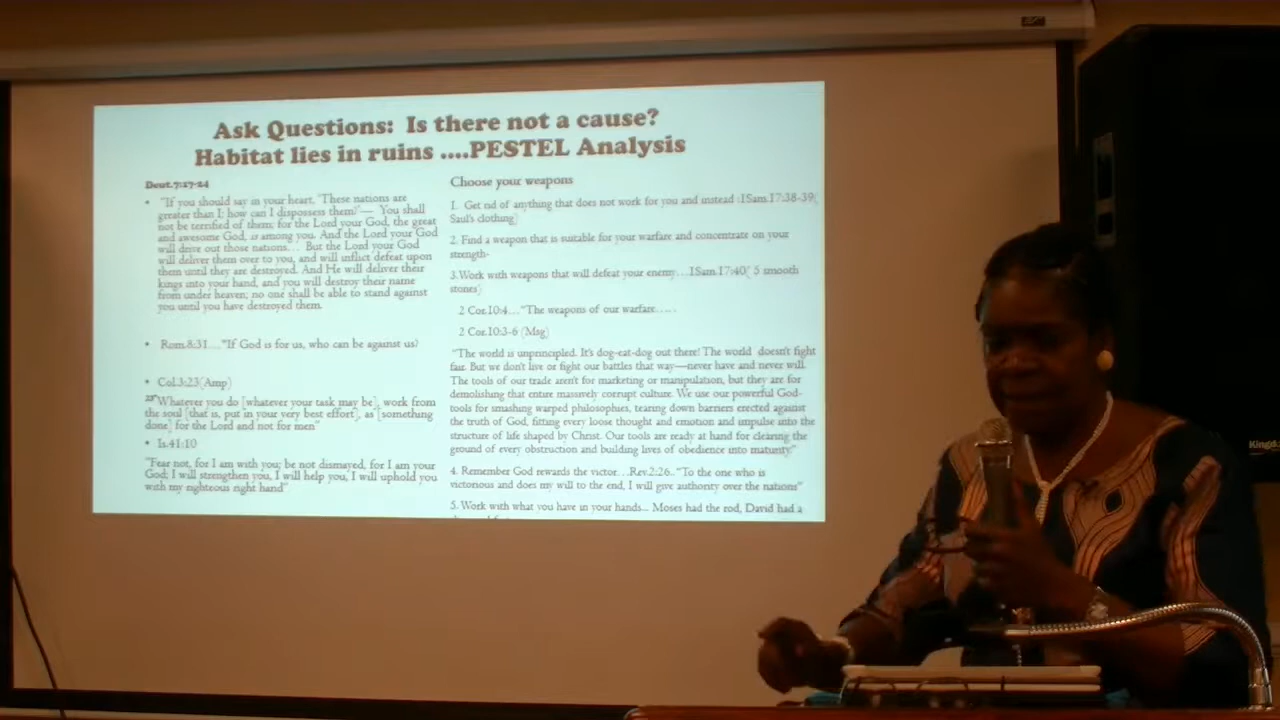 Ask Questions: Is there not a cause?
Habitat lies in ruins ....PESTEL Analysis
Deut.7:17-24
• "If you should say in your heart, 'These nations are
greater than I; how can I dispossess them'— You shall
not be terrified of them; for the Lord your God, the great
and awesome God, is among you. And the Lord your God
will drive out those nations… But the Lord your God
will deliver them over to you, and will inflict defeat upon
them until they are destroyed. And He will deliver their
kings into your hand, and you will destroy their name
from under heaven; no one shall be able to stand against
you until you have destroyed them.
• Rom.8:31…."If God is for us, who can be against us?
• Col.3:23(Amp)
23"Whatever you do [whatever your task may be], work from
the soul [that is, put in your very best effort], as [something
done] for the Lord and not for men"
• Is.41:10
"Fear not, for I am with you; be not dismayed, for I am your
God; I will strengthen you, I will help you, I will uphold you
with my righteous right hand"
Choose your weapons
1. Get rid of anything that does not work for you and instead :1Sam.17:38-39(
Saul's clothing)
2. Find a weapon that is suitable for your warfare and concentrate on your
strength-
3.Work with weapons that will defeat your enemy…1Sam.17:40( 5 smooth
stones)
2 Cor.10:4…"The weapons of our warfare…..
2 Cor.10:3-6 (Msg)
"The world is unprincipled. It's dog-eat-dog out there! The world doesn't fight
fair. But we don't live or fight our battles that way—never have and never will.
The tools of our trade aren't for marketing or manipulation, but they are for
demolishing that entire massively corrupt culture. We use our powerful God-
tools for smashing warped philosophies, tearing down barriers erected against
the truth of God, fitting every loose thought and emotion and impulse into the
structure of life shaped by Christ. Our tools are ready at hand for clearing the
ground of every obstruction and building lives of obedience into maturity."
4. Remember God rewards the victor…Rev.2:26.."To the one who is
victorious and does my will to the end, I will give authority over the nations"
5. Work with what you have in your hands… Moses had the rod, David had a